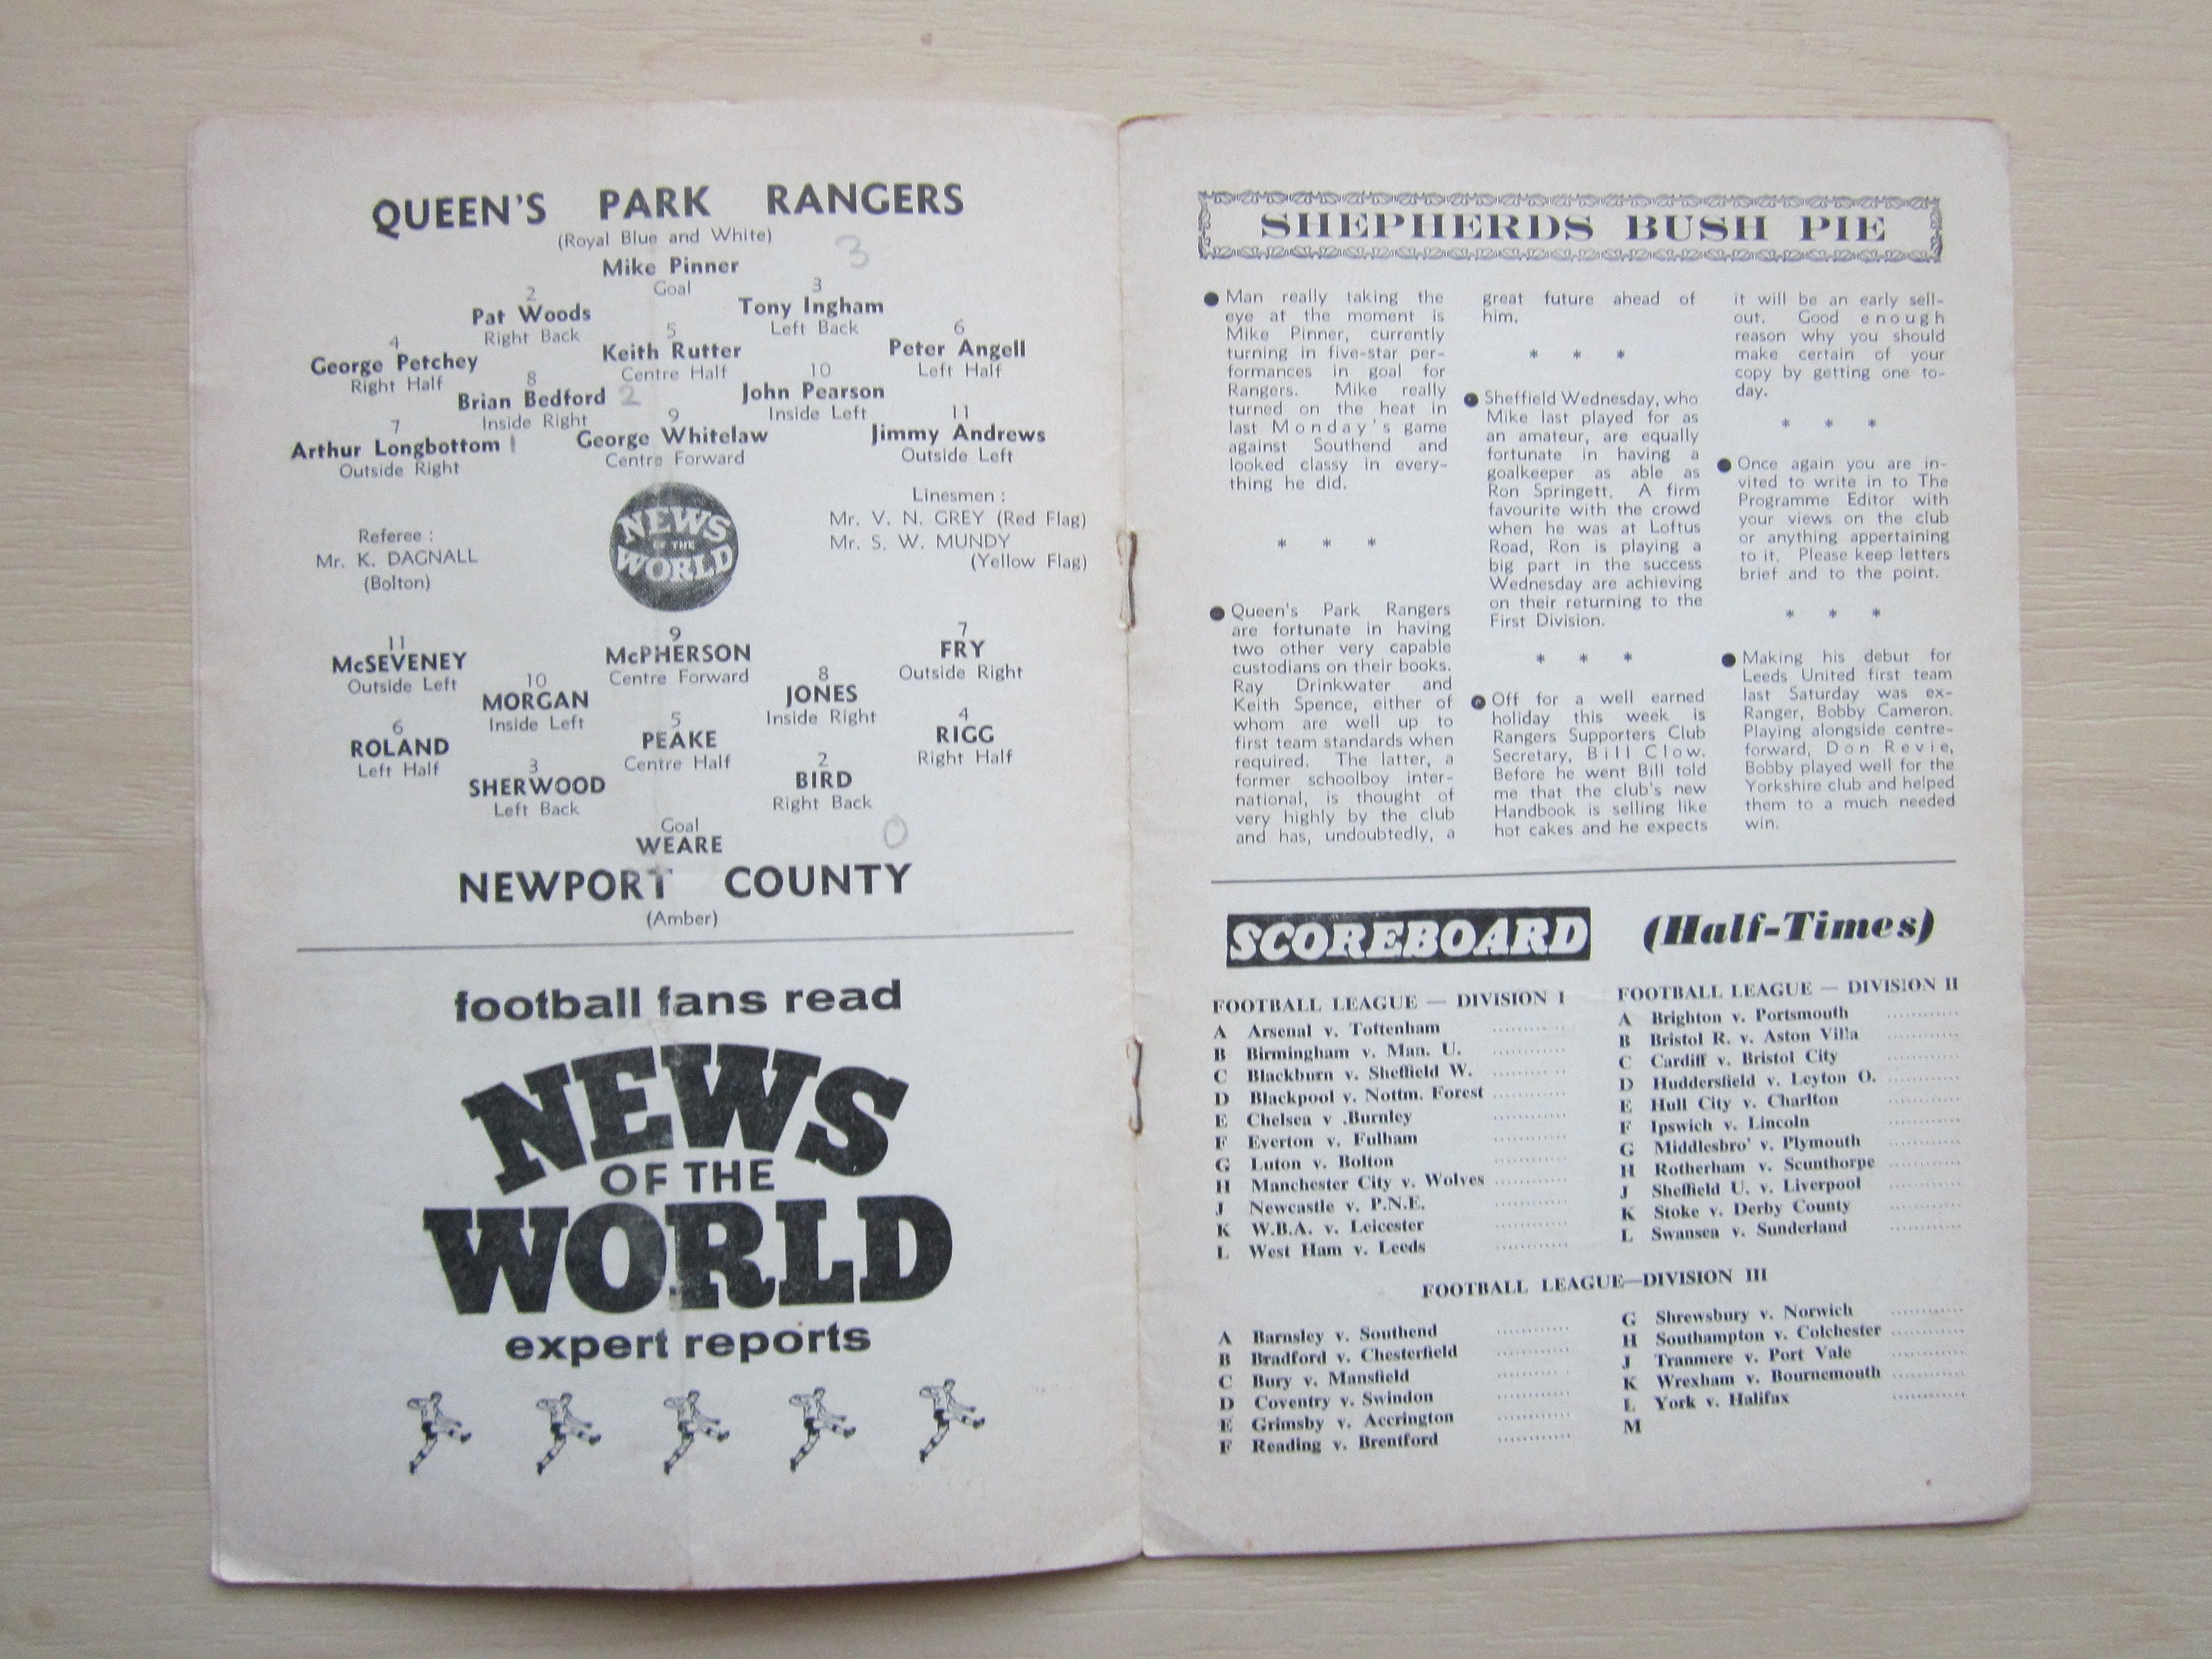 QUEEN'S PARK RANGERS
(Royal Blue and White)
3
Mike Pinner
Goal
2
Pat Woods
Right Back
3
Tony Ingham
Left Back
4
George Petchey
Right Half
5
Keith Rutter
Centre Half
6
Peter Angell
Left Half
8
Brian Bedford 2
Inside Right
10
John Pearson
Inside Left
7
Arthur Longbottom 1
Outside Right
9
George Whitelaw
Centre Forward
11
Jimmy Andrews
Outside Left
Referee :
Mr. K. DAGNALL
(Bolton)
NEWS
OF THE
WORLD
Linesmen :
Mr. V. N. GREY (Red Flag)
Mr. S. W. MUNDY
(Yellow Flag)
11
McSEVENEY
Outside Left
9
McPHERSON
Centre Forward
7
FRY
Outside Right
10
MORGAN
Inside Left
8
JONES
Inside Right
6
ROLAND
Left Half
5
PEAKE
Centre Half
4
RIGG
Right Half
3
SHERWOOD
Left Back
2
BIRD
Right Back
Goal
WEARE
0
NEWPORT COUNTY
(Amber)
football fans read
NEWS
OF THE
WORLD
expert reports
SHEPHERDS BUSH PIE
● Man really taking the
eye at the moment is
Mike Pinner, currently
turning in five-star per-
formances in goal for
Rangers. Mike really
turned on the heat in
last Monday's game
against Southend and
looked classy in every-
thing he did.
* * *
● Queen's Park Rangers
are fortunate in having
two other very capable
custodians on their books.
Ray Drinkwater and
Keith Spence, either of
whom are well up to
first team standards when
required. The latter, a
former schoolboy inter-
national, is thought of
very highly by the club
and has, undoubtedly, a
great future ahead of
him.
* * *
● Sheffield Wednesday, who
Mike last played for as
an amateur, are equally
fortunate in having a
goalkeeper as able as
Ron Springett. A firm
favourite with the crowd
when he was at Loftus
Road, Ron is playing a
big part in the success
Wednesday are achieving
on their returning to the
First Division.
* * *
● Off for a well earned
holiday this week is
Rangers Supporters Club
Secretary, Bill Clow.
Before he went Bill told
me that the club's new
Handbook is selling like
hot cakes and he expects
it will be an early sell-
out. Good enough
reason why you should
make certain of your
copy by getting one to-
day.
* * *
● Once again you are in-
vited to write in to The
Programme Editor with
your views on the club
or anything appertaining
to it. Please keep letters
brief and to the point.
* * *
● Making his debut for
Leeds United first team
last Saturday was ex-
Ranger, Bobby Cameron.
Playing alongside centre-
forward, Don Revie,
Bobby played well for the
Yorkshire club and helped
them to a much needed
win.
SCOREBOARD (Half-Times)
FOOTBALL LEAGUE — DIVISION I
A Arsenal v. Tottenham ............
B Birmingham v. Man. U. ............
C Blackburn v. Sheffield W. ............
D Blackpool v. Nottm. Forest ............
E Chelsea v .Burnley ............
F Everton v. Fulham ............
G Luton v. Bolton ............
H Manchester City v. Wolves ............
J Newcastle v. P.N.E. ............
K W.B.A. v. Leicester ............
L West Ham v. Leeds ............
FOOTBALL LEAGUE — DIVISION II
A Brighton v. Portsmouth ............
B Bristol R. v. Aston Villa ............
C Cardiff v. Bristol City ............
D Huddersfield v. Leyton O. ............
E Hull City v. Charlton ............
F Ipswich v. Lincoln ............
G Middlesbro' v. Plymouth ............
H Rotherham v. Scunthorpe ............
J Sheffield U. v. Liverpool ............
K Stoke v. Derby County ............
L Swansea v. Sunderland ............
FOOTBALL LEAGUE—DIVISION III
A Barnsley v. Southend ............
B Bradford v. Chesterfield ............
C Bury v. Mansfield ............
D Coventry v. Swindon ............
E Grimsby v. Accrington ............
F Reading v. Brentford ............
G Shrewsbury v. Norwich ............
H Southampton v. Colchester ............
J Tranmere v. Port Vale ............
K Wrexham v. Bournemouth ............
L York v. Halifax ............
M